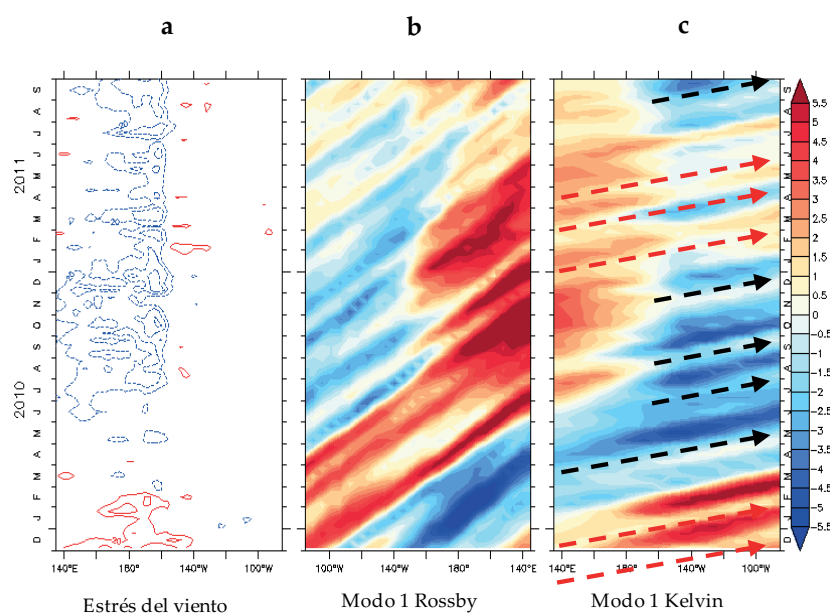 a
b
c
S
A
J
J
M
A
M
F
J
D
N
O
S
A
J
J
M
A
M
F
J
D
2011
2010
20
20
S
A
J
J
M
A
M
F
J
D
N
O
S
A
J
J
M
A
M
F
J
D
5.5
5
4.5
4
3.5
3
2.5
2
1.5
1
0.5
0
-0.5
-1
-1.5
-2
-2.5
-3
-3.5
-4
-4.5
-5
-5.5
140°E 180° 140°W 100°W
100°W 140°W 180° 140°E
140°E 180° 140°W 100°W
Estrés del viento
Modo 1 Rossby
Modo 1 Kelvin